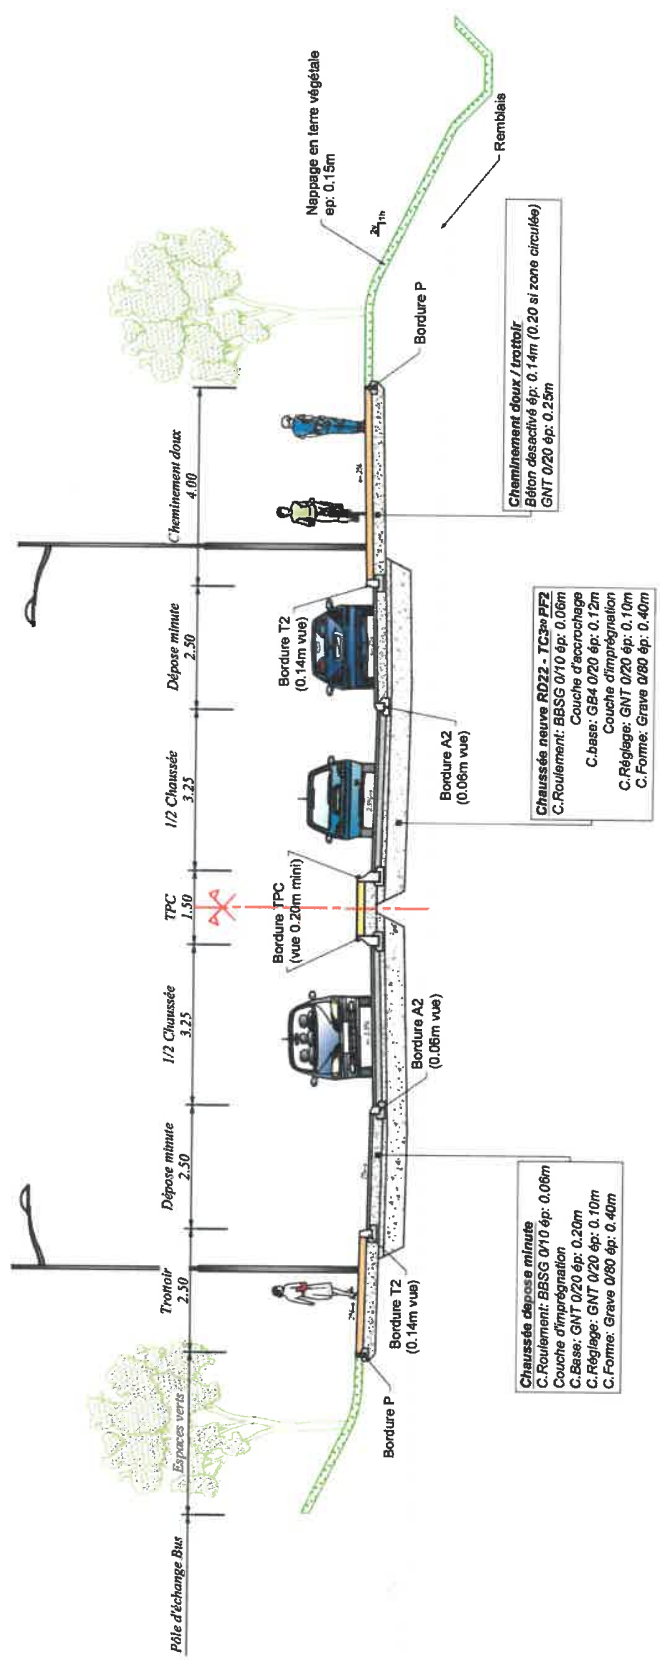 Pôle d'échange Bus
Espaces verts
Trottoir
2.50
Dépose minute
2.50
1/2 Chaussée
3.25
TPC
1.50
1/2 Chaussée
3.25
Dépose minute
2.50
Cheminement doux
4.00
Bordure P
Bordure T2
(0.14m vue)
Bordure A2
(0.06m vue)
Bordure TPC
(vue 0.20m mini)
Bordure A2
(0.06m vue)
Bordure T2
(0.14m vue)
Bordure P
Nappage en terre végétale
ep: 0.15m
Remblais
Chaussée depose minute
C.Roulement: BBSG 0/10 ép: 0.06m
Couche d'imprégnation
C.Base: GNT 0/20 ép: 0.20m
C.Réglage: GNT 0/20 ép: 0.10m
C.Forme: Grave 0/80 ép: 0.40m
Chaussée neuve RD22 - TC3 PF2
C.Roulement: BBSG 0/10 ép: 0.06m
Couche d'accrochage
C.base: GB4 0/20 ép: 0.12m
Couche d'imprégnation
C.Réglage: GNT 0/20 ép: 0.10m
C.Forme: Grave 0/80 ép: 0.40m
Cheminement doux / trottoir
Béton desactivé ép: 0.14m (0.20 si zone circulée)
GNT 0/20 ép: 0.25m